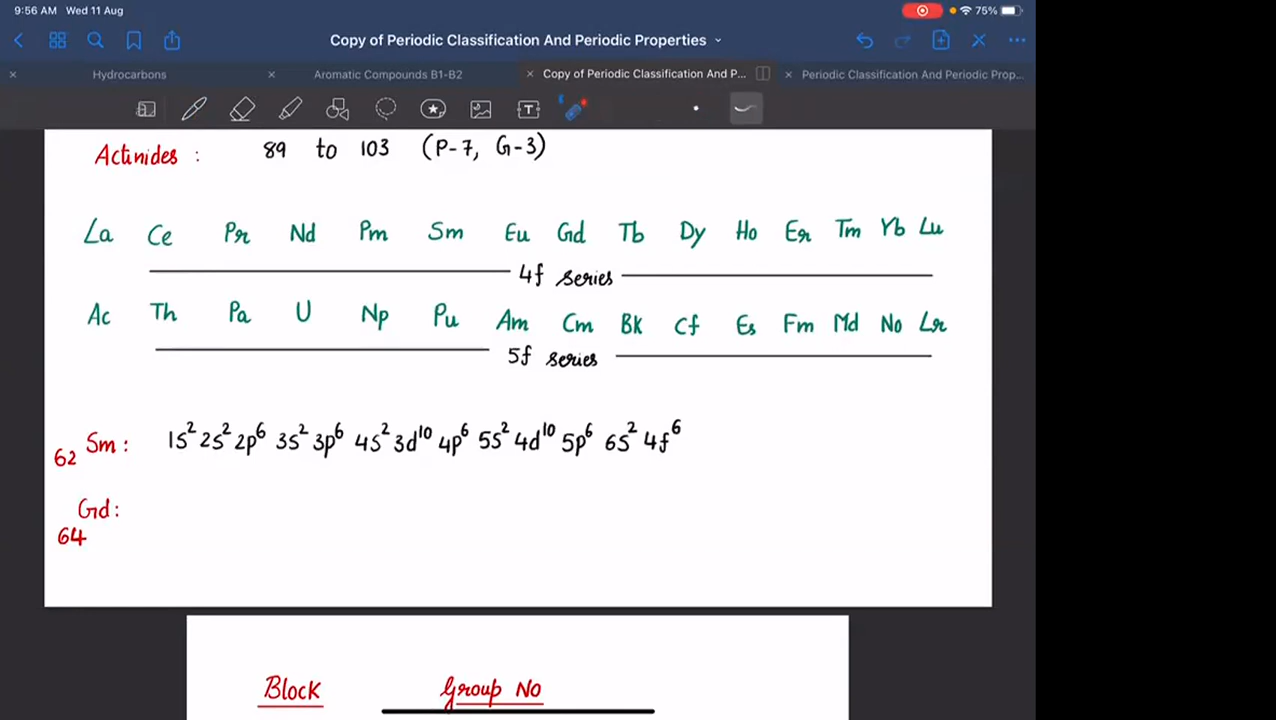 9:56 AM Wed 11 Aug 75%
Copy of Periodic Classification And Periodic Properties
Hydrocarbons Aromatic Compounds B1-B2 Copy of Periodic Classification And P... Periodic Classification And Periodic Prop...
Actinides : 89 to 103 (P-7, G-3)
La Ce Pr Nd Pm Sm Eu Gd Tb Dy Ho Er Tm Yb Lu
4f series
Ac Th Pa U Np Pu Am Cm Bk Cf Es Fm Md No Lr
5f series
62 Sm: 1s² 2s² 2p⁶ 3s² 3p⁶ 4s² 3d¹⁰ 4p⁶ 5s² 4d¹⁰ 5p⁶ 6s² 4f⁶
64 Gd:
Block Group No